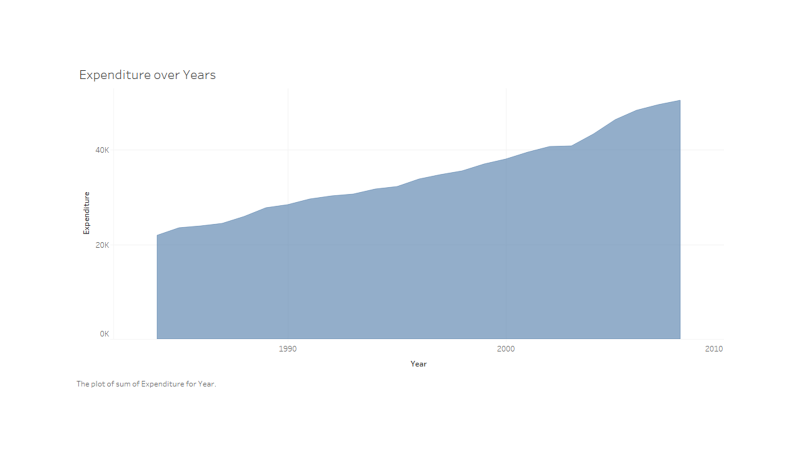 Expenditure over Years
40K
Expenditure
20K
0K
1990
2000
2010
Year
The plot of sum of Expenditure for Year.